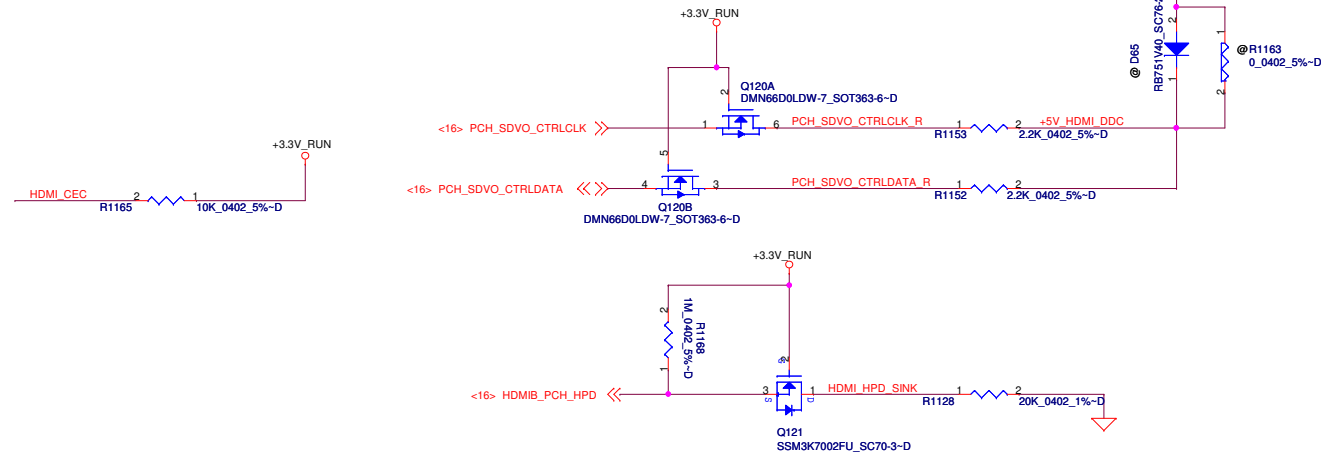 +3.3V_RUN
2
1
@ D65
RB751V40_SC76-
1
2
@ R1163
0_0402_5%~D
Q120A
DMN66D0LDW-7_SOT363-6~D
2
<16> PCH_SDVO_CTRLCLK
1
6
PCH_SDVO_CTRLCLK_R
1
R1153
2
2.2K_0402_5%~D
+5V_HDMI_DDC
+3.3V_RUN
HDMI_CEC
2
R1165
1
10K_0402_5%~D
5
<16> PCH_SDVO_CTRLDATA
4
3
PCH_SDVO_CTRLDATA_R
1
R1152
2
2.2K_0402_5%~D
Q120B
DMN66D0LDW-7_SOT363-6~D
+3.3V_RUN
2
1
R1168
1M_0402_5%~D
G
2
<16> HDMIB_PCH_HPD
3
S
1
D
HDMI_HPD_SINK
1
R1128
2
20K_0402_1%~D
Q121
SSM3K7002FU_SC70-3~D